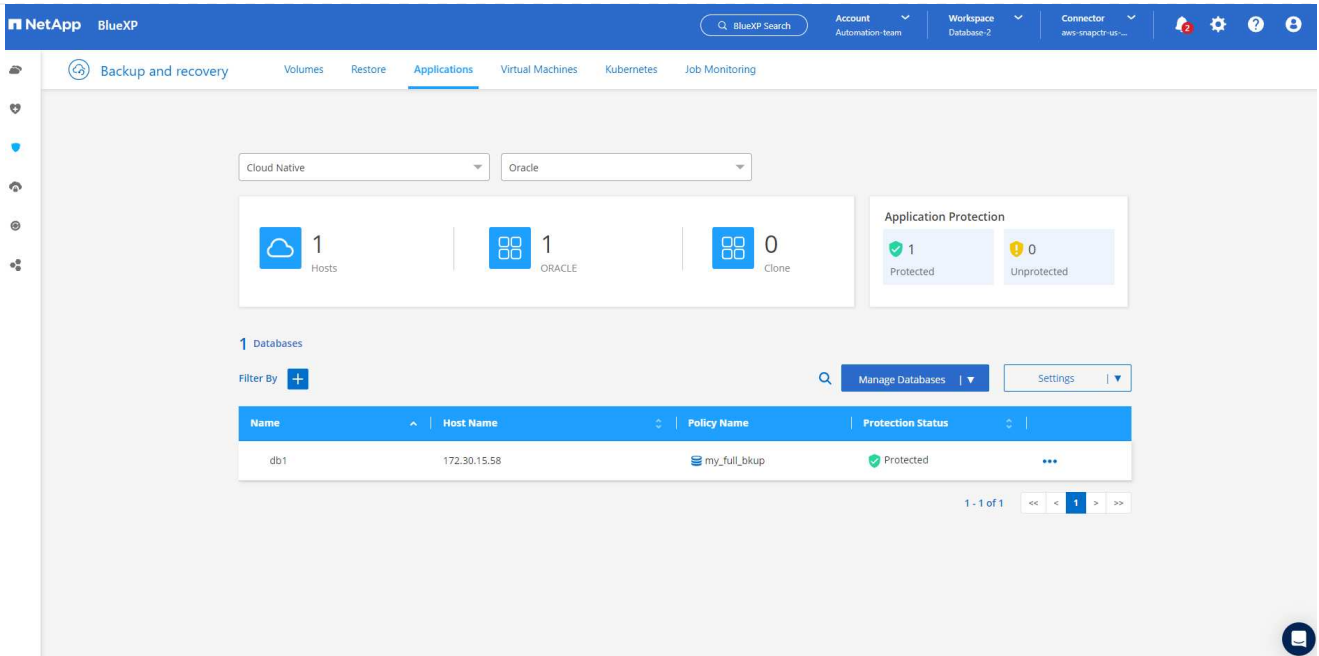 NetApp BlueXP BlueXP Search Account Workspace Connector
Automation-team Database-2 aws-snapctr-us-... 2
Backup and recovery Volumes Restore Applications Virtual Machines Kubernetes Job Monitoring
Cloud Native Oracle
Application Protection
1 1 0 1 0
Hosts ORACLE Clone Protected Unprotected
1 Databases
Filter By + Manage Databases Settings
Name Host Name Policy Name Protection Status
db1 172.30.15.58 my_full_bkup Protected
1 - 1 of 1 << < 1 > >>